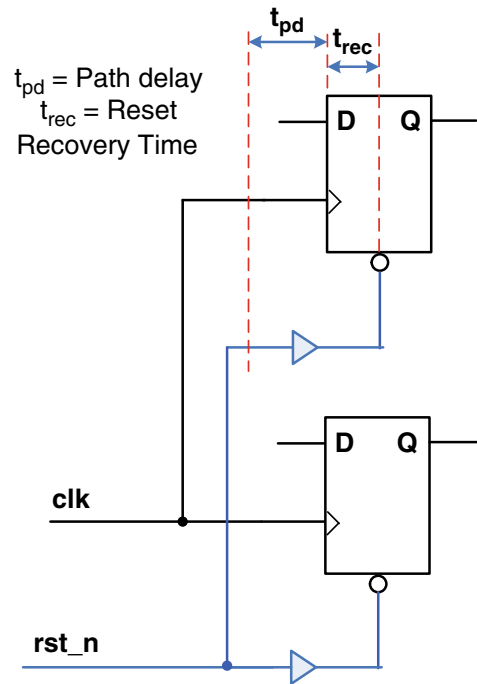 tpd
trec
tpd = Path delay
trec = Reset
Recovery Time
D Q
D Q
clk
rst_n